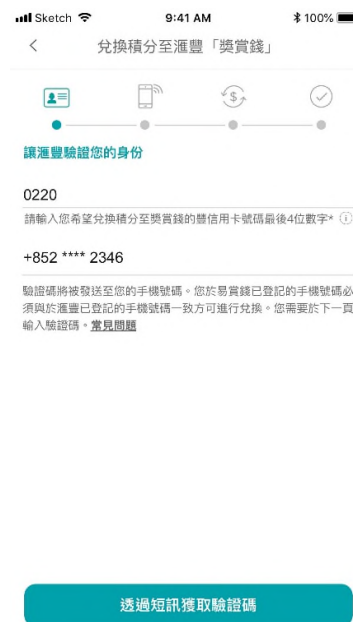 Sketch 9:41 AM 100%
兌換積分至滙豐「獎賞錢」
讓滙豐驗證您的身份
0220
請輸入您希望兌換積分至獎賞錢的豐信用卡號碼最後4位數字*
+852 **** 2346
驗證碼將被發送至您的手機號碼。您於易賞錢已登記的手機號碼必
須與於滙豐已登記的手機號碼一致方可進行兌換。您需要於下一頁
輸入驗證碼。常見問題
透過短訊獲取驗證碼